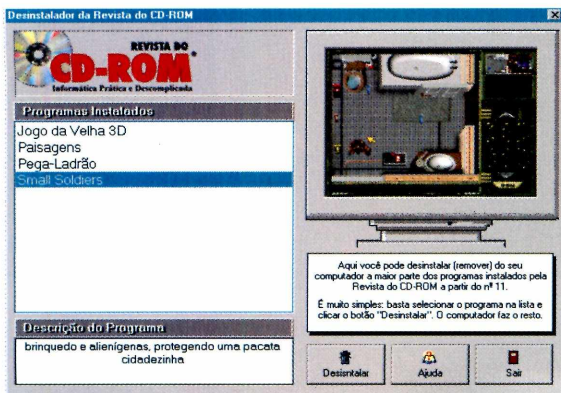 Dezinstalador da Revista do CD-ROM
REVISTA DO
CD-ROM
Informática Prática e Descomplicada
Programas Instalados
Jogo da Velha 3D
Paisagens
Pega-Ladrão
Small Soldiers
Descrição do Programa
brinquedo e alienígenas, protegendo uma pacata
cidadezinha
Aqui você pode desinstalar (remover) do seu
computador a maior parte dos programas instalados pela
Revista do CD-ROM a partir do nº 11.
É muito simples: basta selecionar o programa na lista e
clicar o botão "Desinstalar". O computador faz o resto.
Desisntalar
Ajuda
Sair